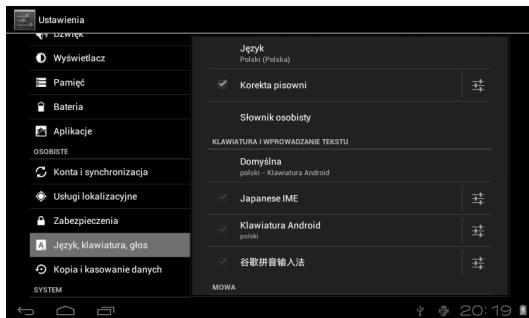 Ustawienia
Dźwięk
Wyświetlacz
Pamięć
Bateria
Aplikacje
OSOBISTE
Konta i synchronizacja
Usługi lokalizacyjne
Zabezpieczenia
Język, klawiatura, głos
Kopia i kasowanie danych
SYSTEM
Język
Polski (Polska)
Korekta pisowni
Słownik osobisty
KLAWIATURA I WPROWADZANIE TEKSTU
Domyślna
polski - Klawiatura Android
Japanese IME
Klawiatura Android
polski
谷歌拼音输入法
MOWA
20:19